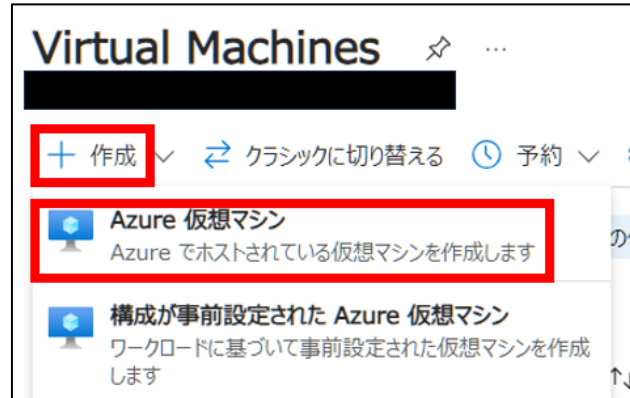 Virtual Machines
作成 クラシックに切り替える 予約
Azure 仮想マシン
Azure でホストされている仮想マシンを作成します
構成が事前設定された Azure 仮想マシン
ワークロードに基づいて事前設定された仮想マシンを作成
します